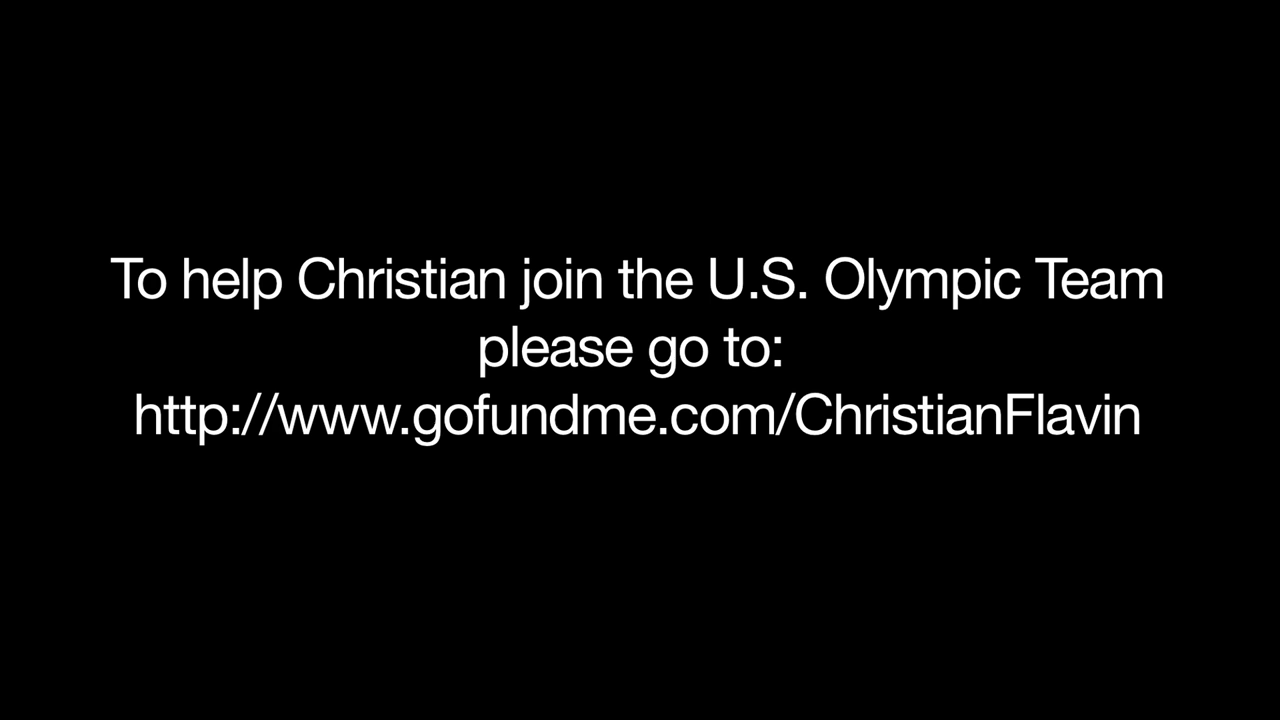 To help Christian join the U.S. Olympic Team
please go to:
http://www.gofundme.com/ChristianFlavin